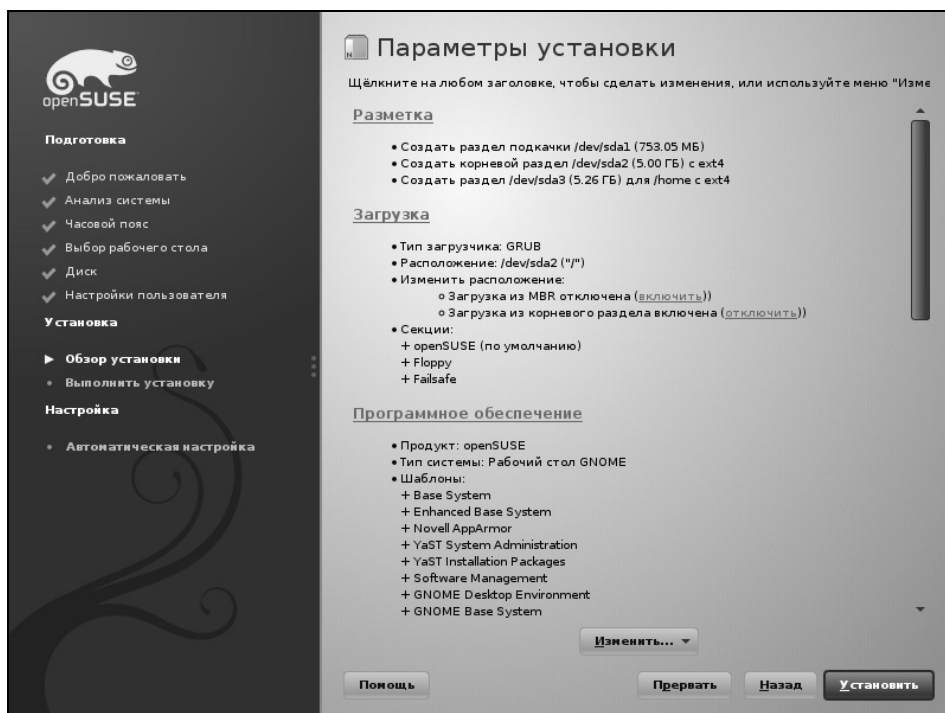 openSUSE
Подготовка
Добро пожаловать
Анализ системы
Часовой пояс
Выбор рабочего стола
Диск
Настройки пользователя
Установка
Обзор установки
Выполнить установку
Настройка
Автоматическая настройка
Параметры установки
Щёлкните на любом заголовке, чтобы сделать изменения, или используйте меню "Изме
Разметка
• Создать раздел подкачки /dev/sda1 (753.05 МБ)
• Создать корневой раздел /dev/sda2 (5.00 ГБ) с ext4
• Создать раздел /dev/sda3 (5.26 ГБ) для /home с ext4
Загрузка
• Тип загрузчика: GRUB
• Расположение: /dev/sda2 ("/")
• Изменить расположение:
o Загрузка из MBR отключена (включить))
o Загрузка из корневого раздела включена (отключить))
• Секции:
+ openSUSE (по умолчанию)
+ Floppy
+ Failsafe
Программное обеспечение
• Продукт: openSUSE
• Тип системы: Рабочий стол GNOME
• Шаблоны:
+ Base System
+ Enhanced Base System
+ Novell AppArmor
+ YaST System Administration
+ YaST Installation Packages
+ Software Management
+ GNOME Desktop Environment
+ GNOME Base System
Изменить...
Помощь
Прервать
Назад
Установить